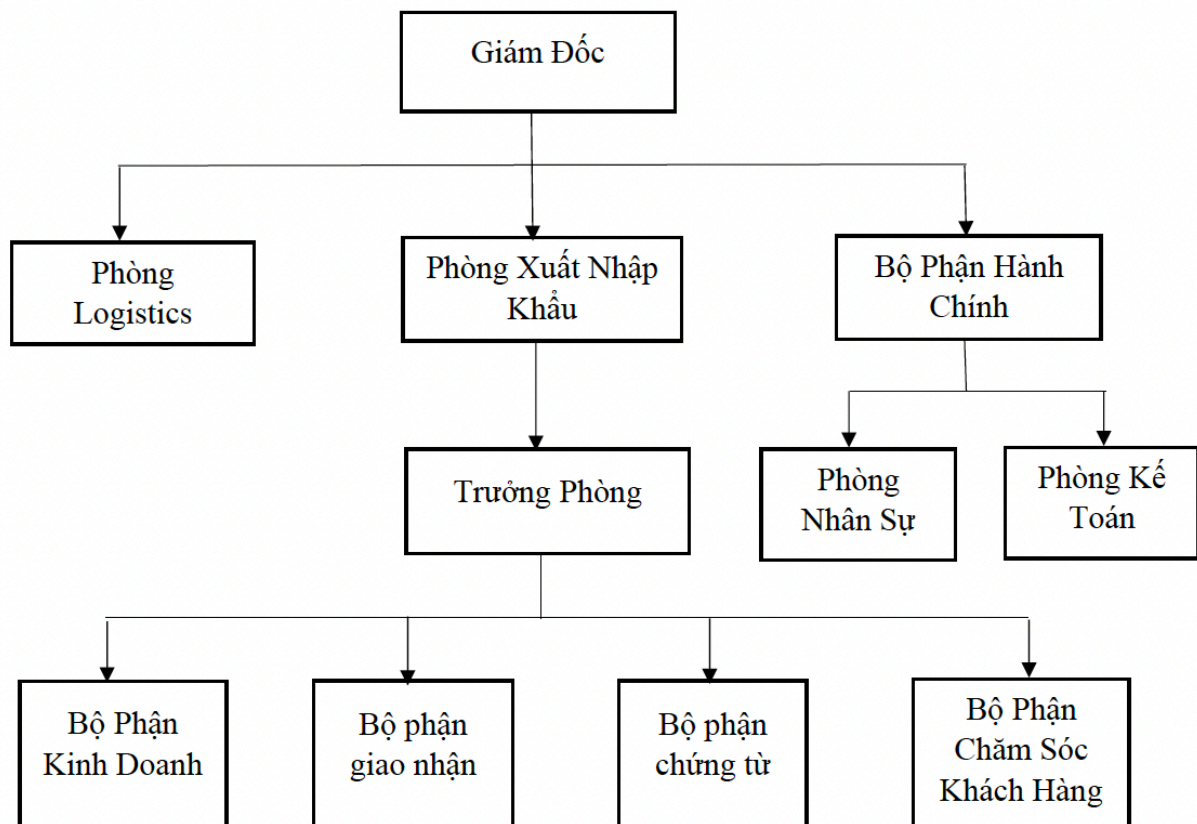 Giám Đốc
Phòng
Logistics
Phòng Xuất Nhập
Khẩu
Bộ Phận Hành
Chính
Trưởng Phòng
Phòng
Nhân Sự
Phòng Kế
Toán
Bộ Phận
Kinh Doanh
Bộ phận
giao nhận
Bộ phận
chứng từ
Bộ Phận
Chăm Sóc
Khách Hàng